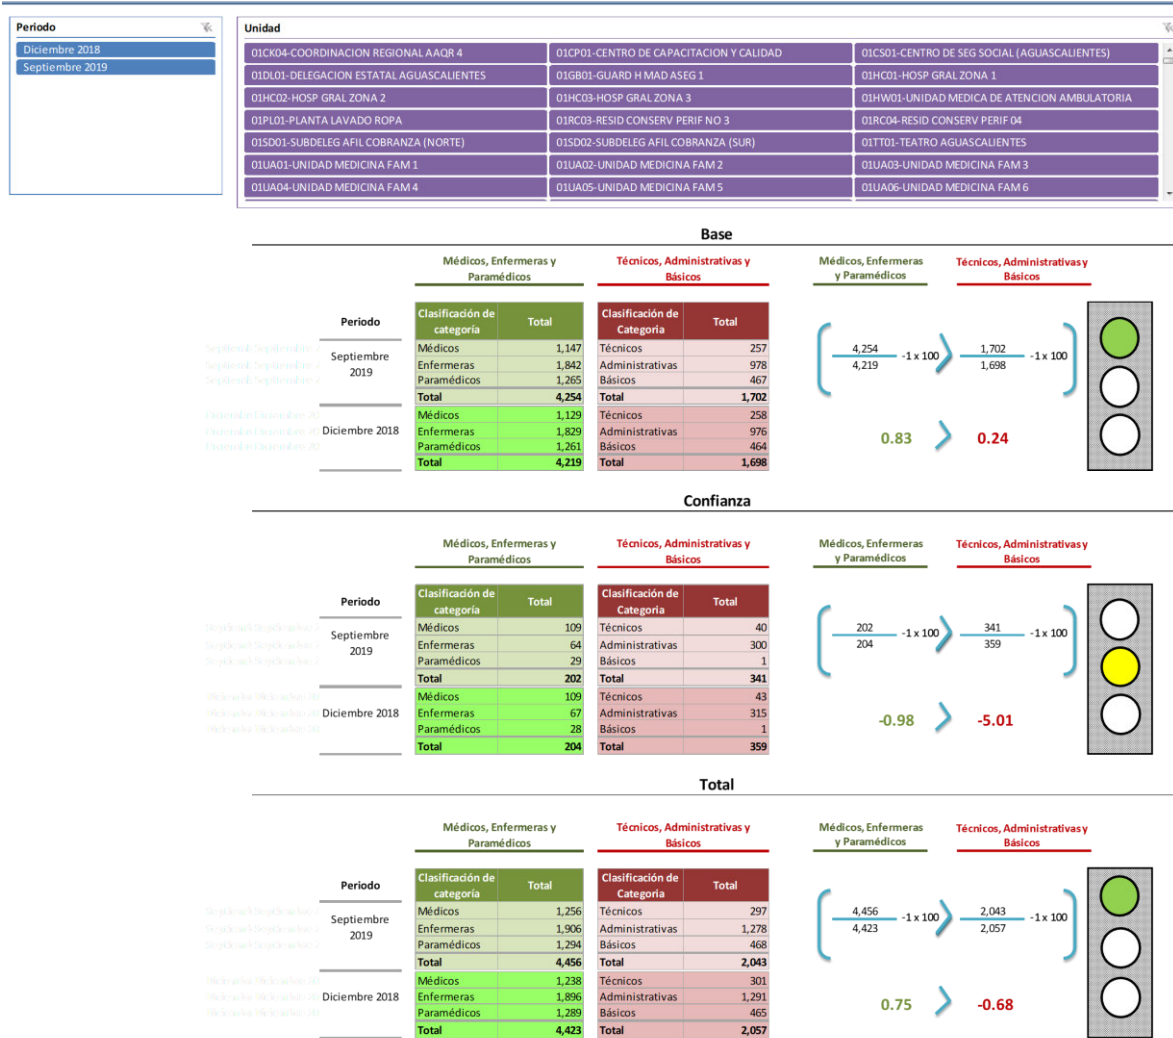 Periodo
Diciembre 2018
Septiembre 2019
Unidad
01CK04-COORDINACION REGIONAL AAQR 4 01CP01-CENTRO DE CAPACITACION Y CALIDAD 01CS01-CENTRO DE SEG SOCIAL (AGUASCALIENTES)
01DL01-DELEGACION ESTATAL AGUASCALIENTES 01GB01-GUARD H MAD ASEG 1 01HC01-HOSP GRAL ZONA 1
01HC02-HOSP GRAL ZONA 2 01HC03-HOSP GRAL ZONA 3 01HW01-UNIDAD MEDICA DE ATENCION AMBULATORIA
01PL01-PLANTA LAVADO ROPA 01RC03-RESID CONSERV PERIF NO 3 01RC04-RESID CONSERV PERIF 04
01SD01-SUBDELEG AFIL COBRANZA (NORTE) 01SD02-SUBDELEG AFIL COBRANZA (SUR) 01TT01-TEATRO AGUASCALIENTES
01UA01-UNIDAD MEDICINA FAM 1 01UA02-UNIDAD MEDICINA FAM 2 01UA03-UNIDAD MEDICINA FAM 3
01UA04-UNIDAD MEDICINA FAM 4 01UA05-UNIDAD MEDICINA FAM 5 01UA06-UNIDAD MEDICINA FAM 6
Base
Médicos, Enfermeras y Técnicos, Administrativas y Médicos, Enfermeras Técnicos, Administrativas y
Paramédicos Básicos y Paramédicos Básicos
Periodo Clasificación de categoría Total Clasificación de Categoria Total
Septiembre 2019
Médicos 1,147 Técnicos 257
Enfermeras 1,842 Administrativas 978
Paramédicos 1,265 Básicos 467
Total 4,254 Total 1,702
4,254 -1 x 100 1,702 -1 x 100
4,219 1,698
Diciembre 2018
Médicos 1,129 Técnicos 258
Enfermeras 1,829 Administrativas 976
Paramédicos 1,261 Básicos 464
Total 4,219 Total 1,698
0.83 0.24
Confianza
Médicos, Enfermeras y Técnicos, Administrativas y Médicos, Enfermeras Técnicos, Administrativas y
Paramédicos Básicos y Paramédicos Básicos
Periodo Clasificación de categoría Total Clasificación de Categoria Total
Septiembre 2019
Médicos 109 Técnicos 40
Enfermeras 64 Administrativas 300
Paramédicos 29 Básicos 1
Total 202 Total 341
202 -1 x 100 341 -1 x 100
204 359
Diciembre 2018
Médicos 109 Técnicos 43
Enfermeras 67 Administrativas 315
Paramédicos 28 Básicos 1
Total 204 Total 359
-0.98 -5.01
Total
Médicos, Enfermeras y Técnicos, Administrativas y Médicos, Enfermeras Técnicos, Administrativas y
Paramédicos Básicos y Paramédicos Básicos
Periodo Clasificación de categoría Total Clasificación de Categoria Total
Septiembre 2019
Médicos 1,256 Técnicos 297
Enfermeras 1,906 Administrativas 1,278
Paramédicos 1,294 Básicos 468
Total 4,456 Total 2,043
4,456 -1 x 100 2,043 -1 x 100
4,423 2,057
Diciembre 2018
Médicos 1,238 Técnicos 301
Enfermeras 1,896 Administrativas 1,291
Paramédicos 1,289 Básicos 465
Total 4,423 Total 2,057
0.75 -0.68